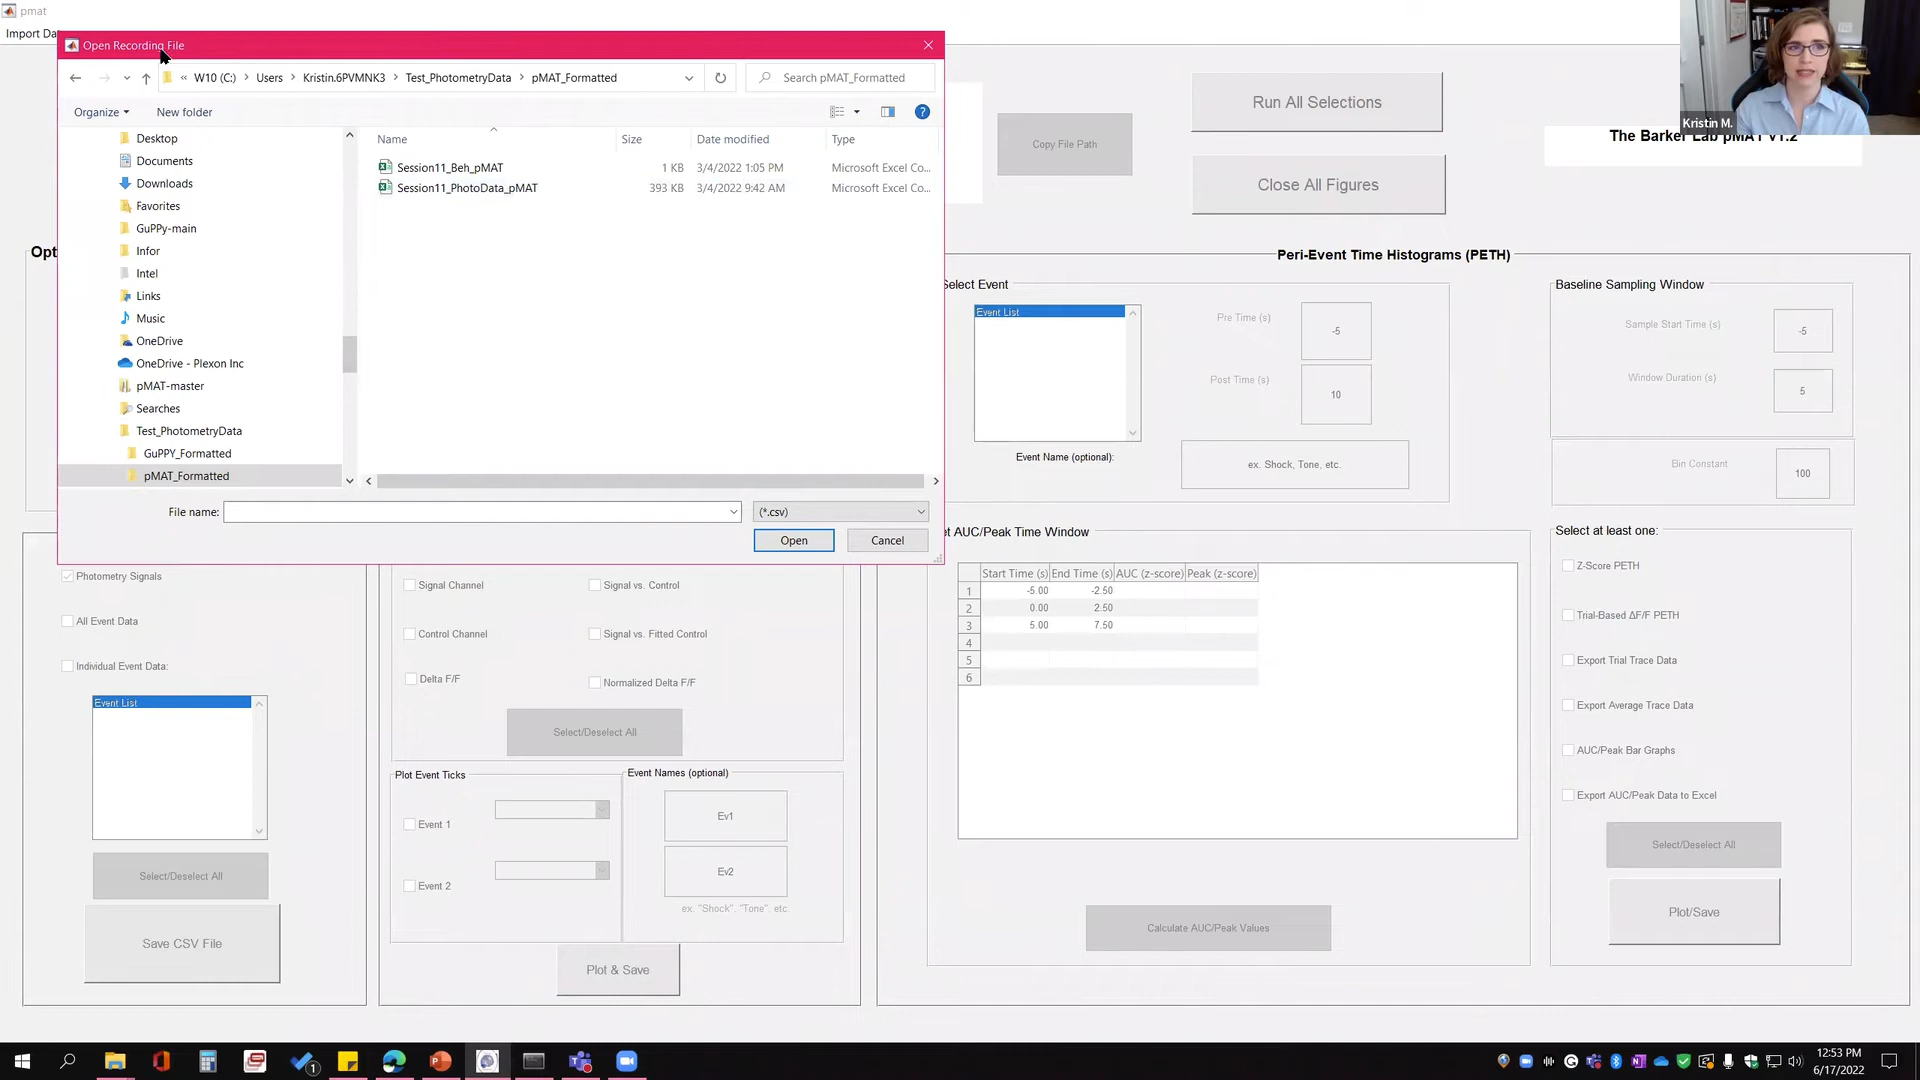 pmat
Import Da
Open Recording File
« W10 (C:) > Users > Kristin.6PVMNK3 > Test_PhotometryData > pMAT_Formatted
Search pMAT_Formatted
Organize
New folder
Desktop
Documents
Downloads
Favorites
GuPPy-main
Infor
Intel
Links
Music
OneDrive
OneDrive - Plexon Inc
pMAT-master
Searches
Test_PhotometryData
GuPPY_Formatted
pMAT_Formatted
Name Size Date modified Type
Session11_Beh_pMAT 1 KB 3/4/2022 1:05 PM Microsoft Excel Co...
Session11_PhotoData_pMAT 393 KB 3/4/2022 9:42 AM Microsoft Excel Co...
File name:
(*.csv)
Open
Cancel
Copy File Path
Run All Selections
Close All Figures
Kristin M.
The Barker Lab pMAT V1.2
Opt
Photometry Signals
All Event Data
Individual Event Data:
Event List
Select/Deselect All
Save CSV File
Signal Channel
Signal vs. Control
Control Channel
Signal vs. Fitted Control
Delta F/F
Normalized Delta F/F
Select/Deselect All
Plot Event Ticks
Event 1
Event 2
Event Names (optional)
Ev1
Ev2
ex. "Shock". "Tone". etc.
Plot & Save
Peri-Event Time Histograms (PETH)
Select Event
Event List
Event Name (optional):
Pre Time (s)
-5
Post Time (s)
10
ex. Shock, Tone, etc.
Baseline Sampling Window
Sample Start Time (s)
-5
Window Duration (s)
5
Bin Constant
100
et AUC/Peak Time Window
Start Time (s) End Time (s) AUC (z-score) Peak (z-score)
1 -5.00 -2.50
2 0.00 2.50
3 5.00 7.50
4
5
6
Calculate AUC/Peak Values
Select at least one:
Z-Score PETH
Trial-Based ΔF/F PETH
Export Trial Trace Data
Export Average Trace Data
AUC/Peak Bar Graphs
Export AUC/Peak Data to Excel
Select/Deselect All
Plot/Save
1
12:53 PM
6/17/2022